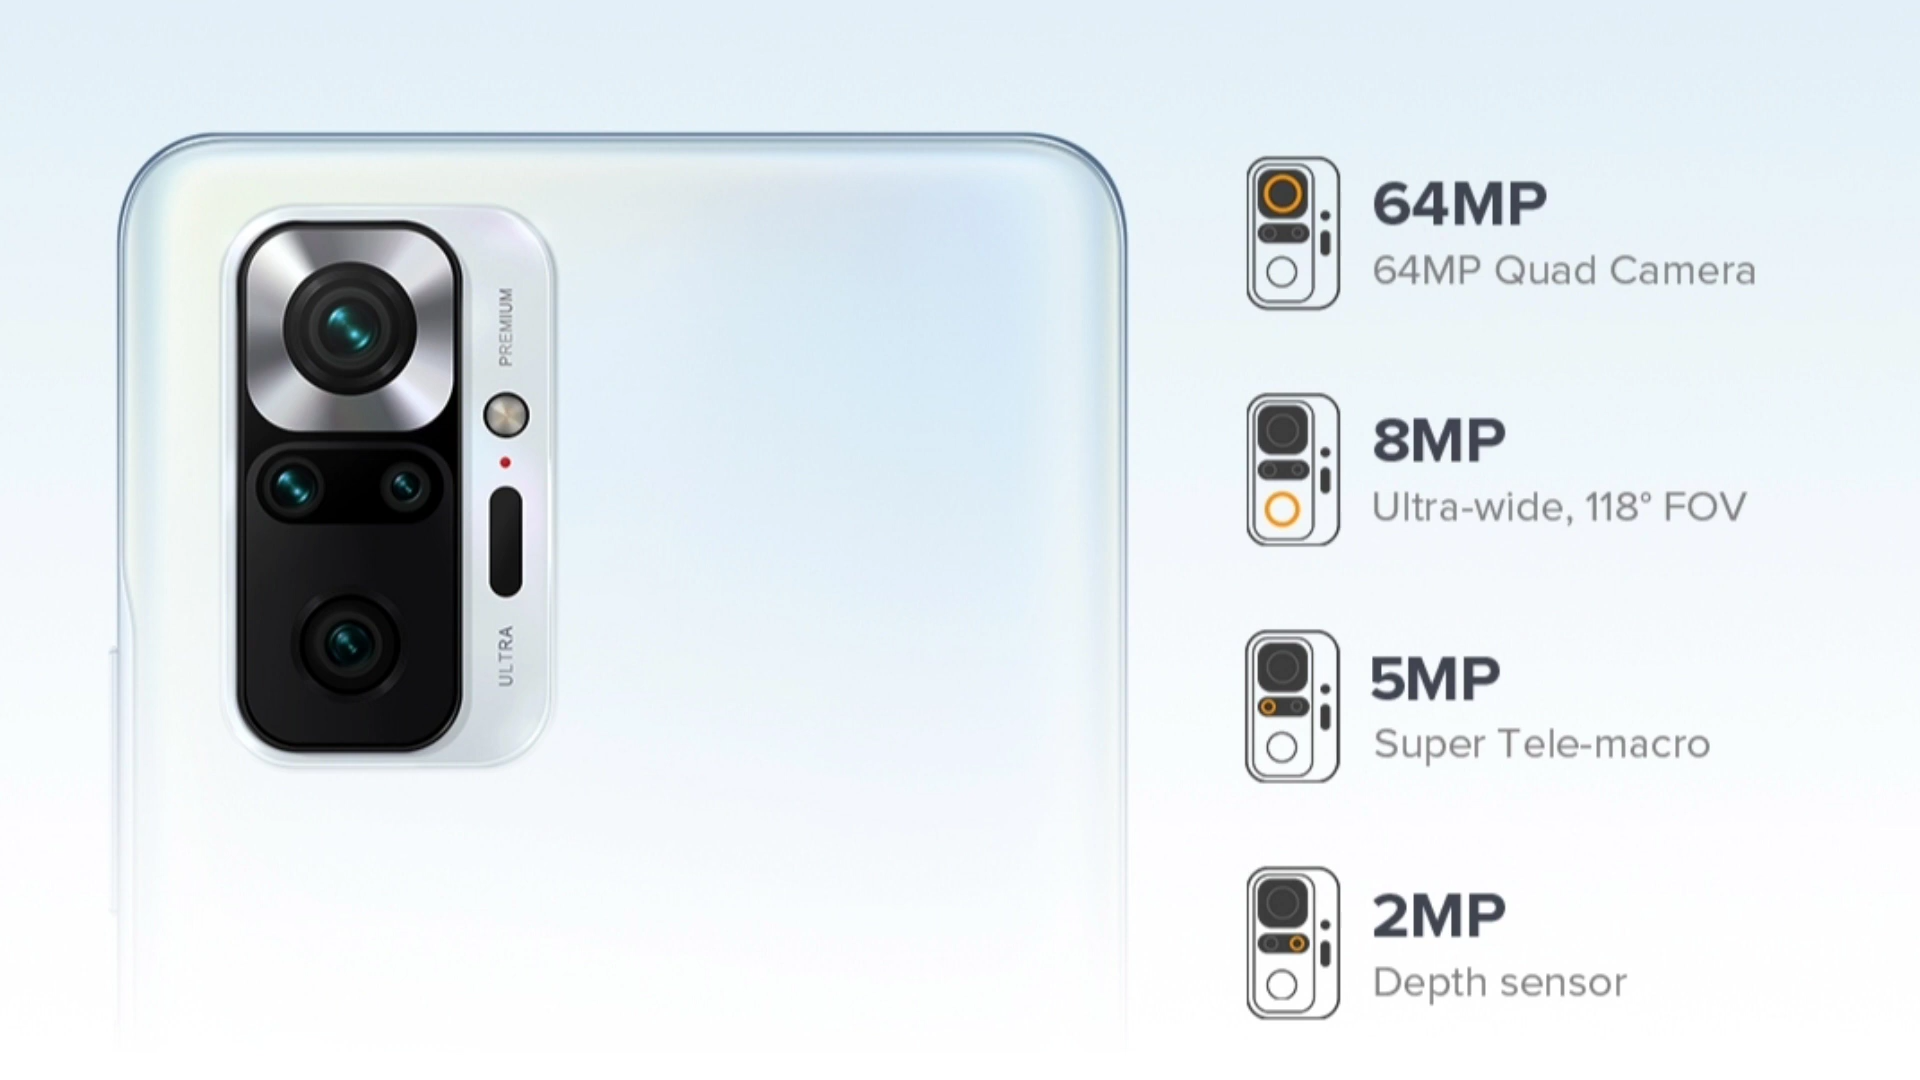 PREMIUM
ULTRA
64MP
64MP Quad Camera
8MP
Ultra-wide, 118° FOV
5MP
Super Tele-macro
2MP
Depth sensor